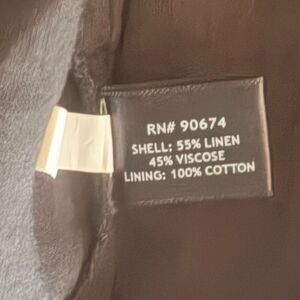 RN# 90674
SHELL: 55% LINEN
45% VISCOSE
LINING: 100% COTTON